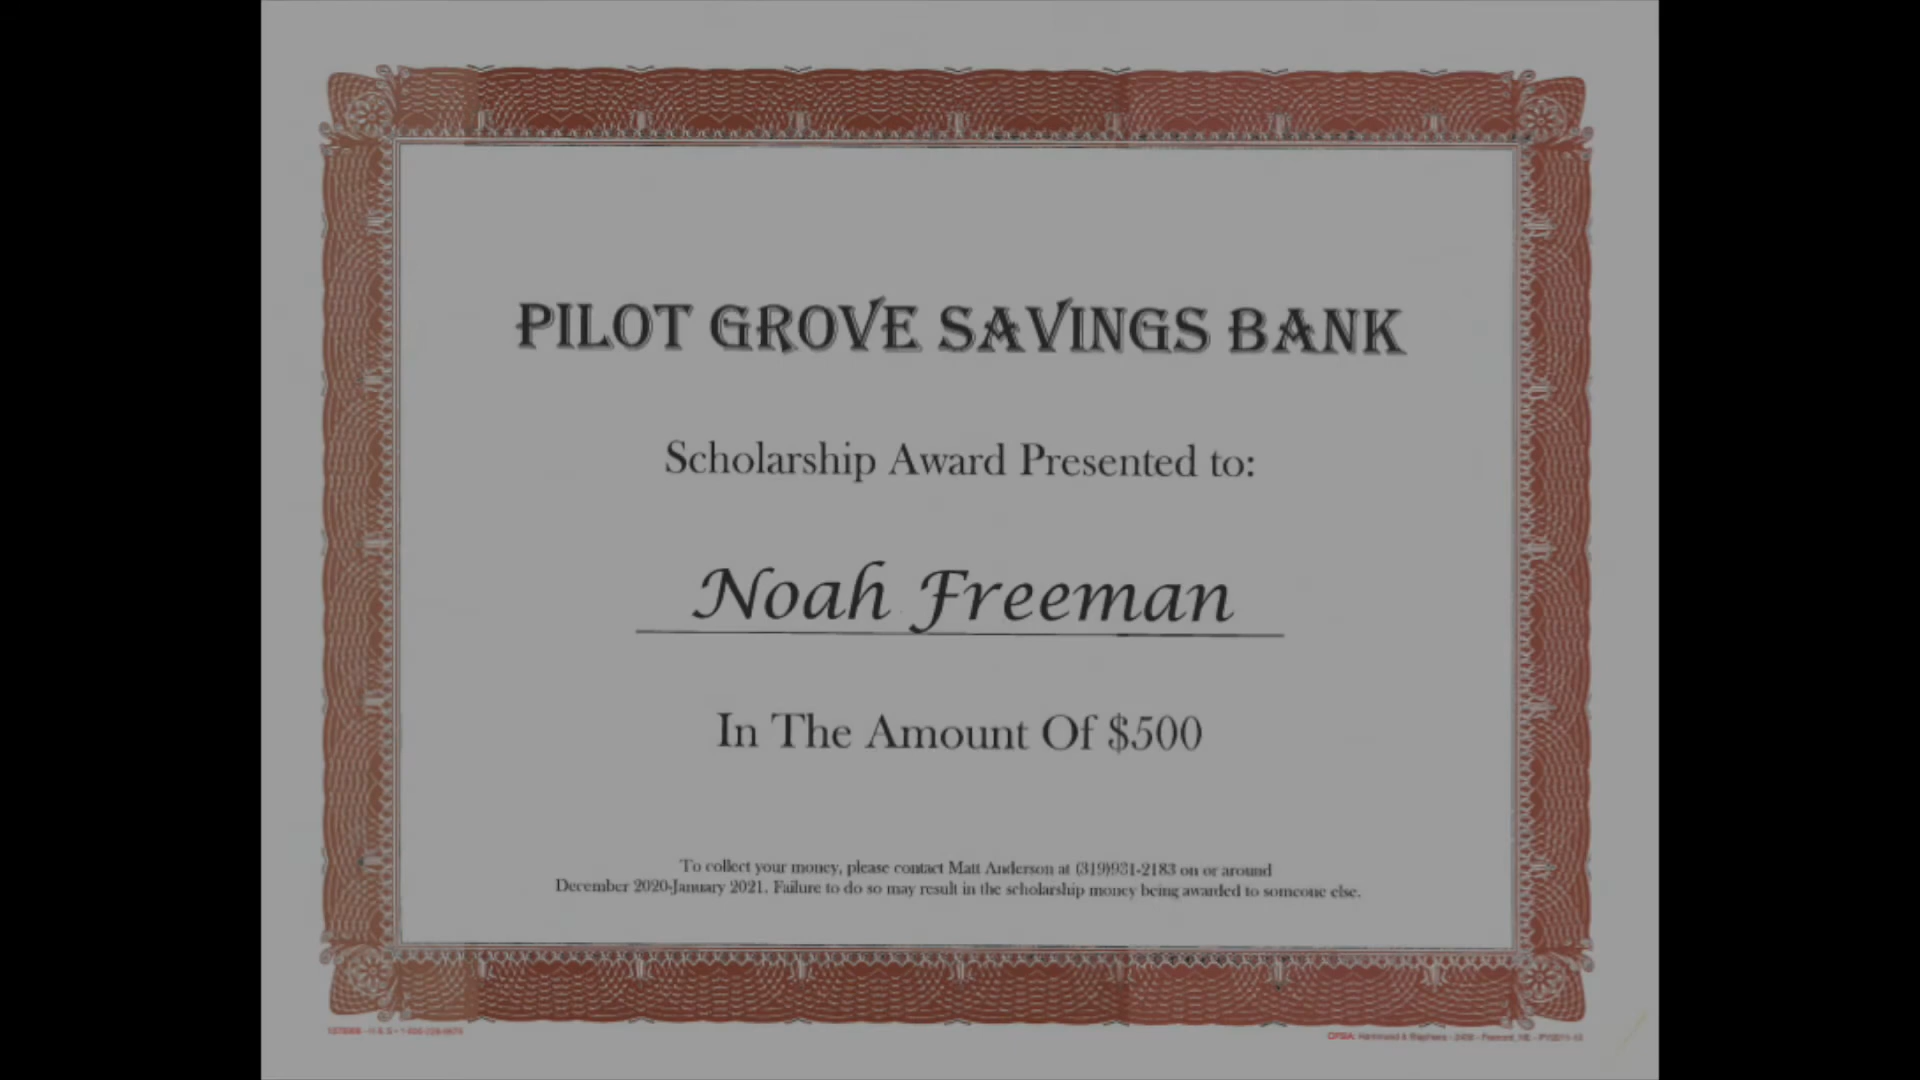 PILOT GROVE SAVINGS BANK
Scholarship Award Presented to:
Noah Freeman
In The Amount Of $500
To collect your money, please contact Matt Anderson at (319)931-2183 on or around
December 2020-January 2021. Failure to do so may result in the scholarship money being awarded to someone else.